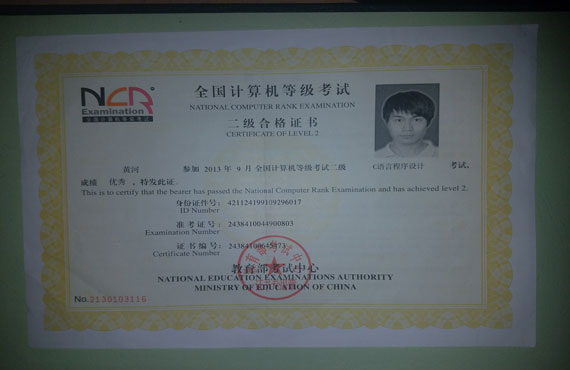 NCR
Examination
全国计算机等级考试
全国计算机等级考试
NATIONAL COMPUTER RANK EXAMINATION
二级合格证书
CERTIFICATE OF LEVEL 2
黄河 参加 2013 年 9 月 全国计算机等级考试二级 C语言程序设计 考试,
成绩 优秀 ,特发此证。
This is to certify that the bearer has passed the National Computer Rank Examination and has achieved level 2.
身份证件号: 421124199109296017
ID Number
准考证号: 2438410044900803
Examination Number
证书编号: 24384100645873
Certificate Number
教育部考试中心
NATIONAL EDUCATION EXAMINATIONS AUTHORITY
MINISTRY OF EDUCATION OF CHINA
No.2130103116